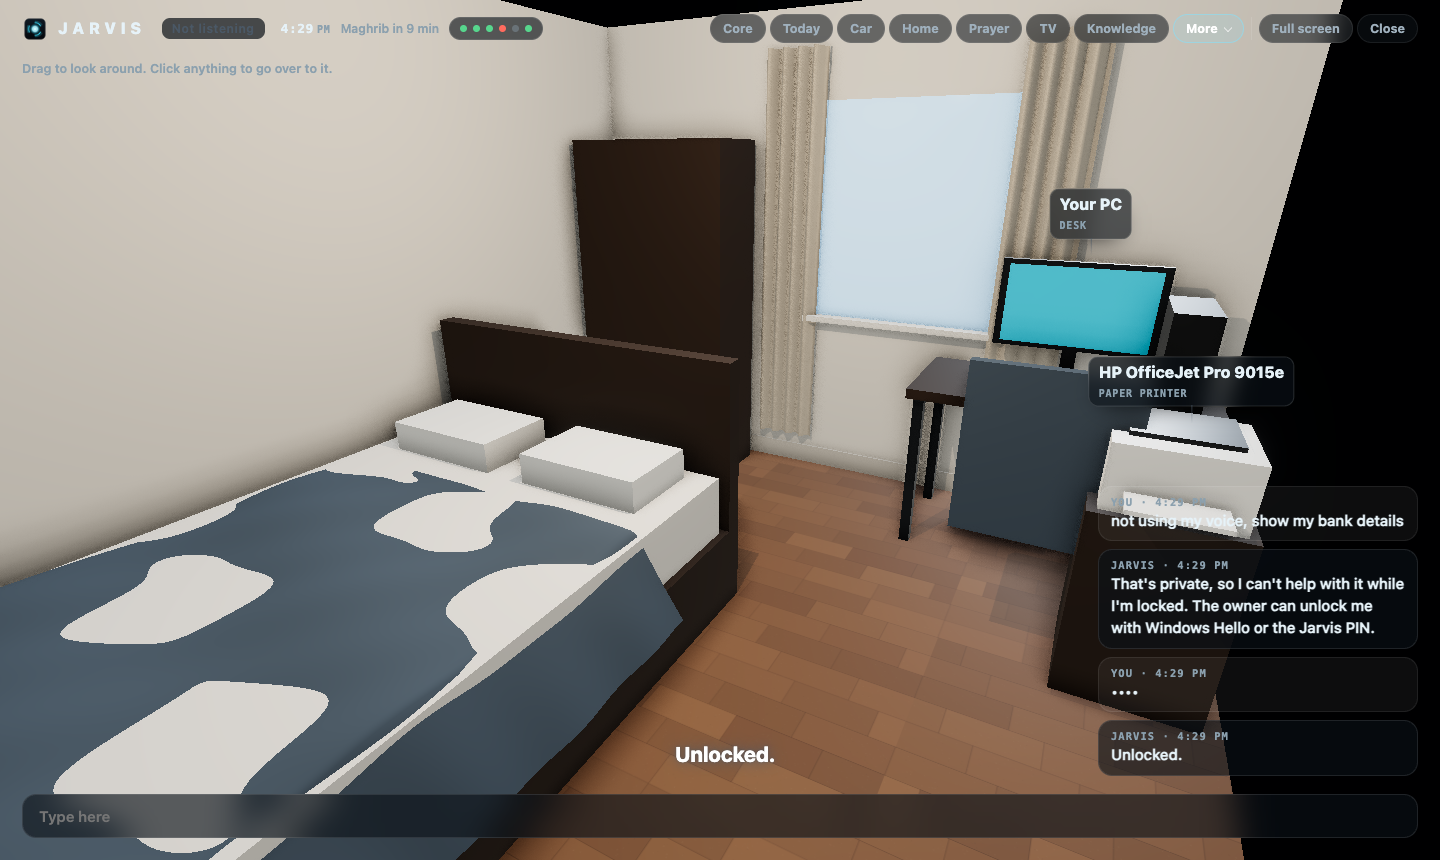 JARVIS
Not listening
4:29 PM
Maghrib in 9 min
Core
Today
Car
Home
Prayer
TV
Knowledge
More
Full screen
Close
Drag to look around. Click anything to go over to it.
Your PC
DESK
HP OfficeJet Pro 9015e
PAPER PRINTER
YOU · 4:29 PM
not using my voice, show my bank details
JARVIS · 4:29 PM
That's private, so I can't help with it while
I'm locked. The owner can unlock me
with Windows Hello or the Jarvis PIN.
YOU · 4:29 PM
••••
JARVIS · 4:29 PM
Unlocked.
Unlocked.
Type here